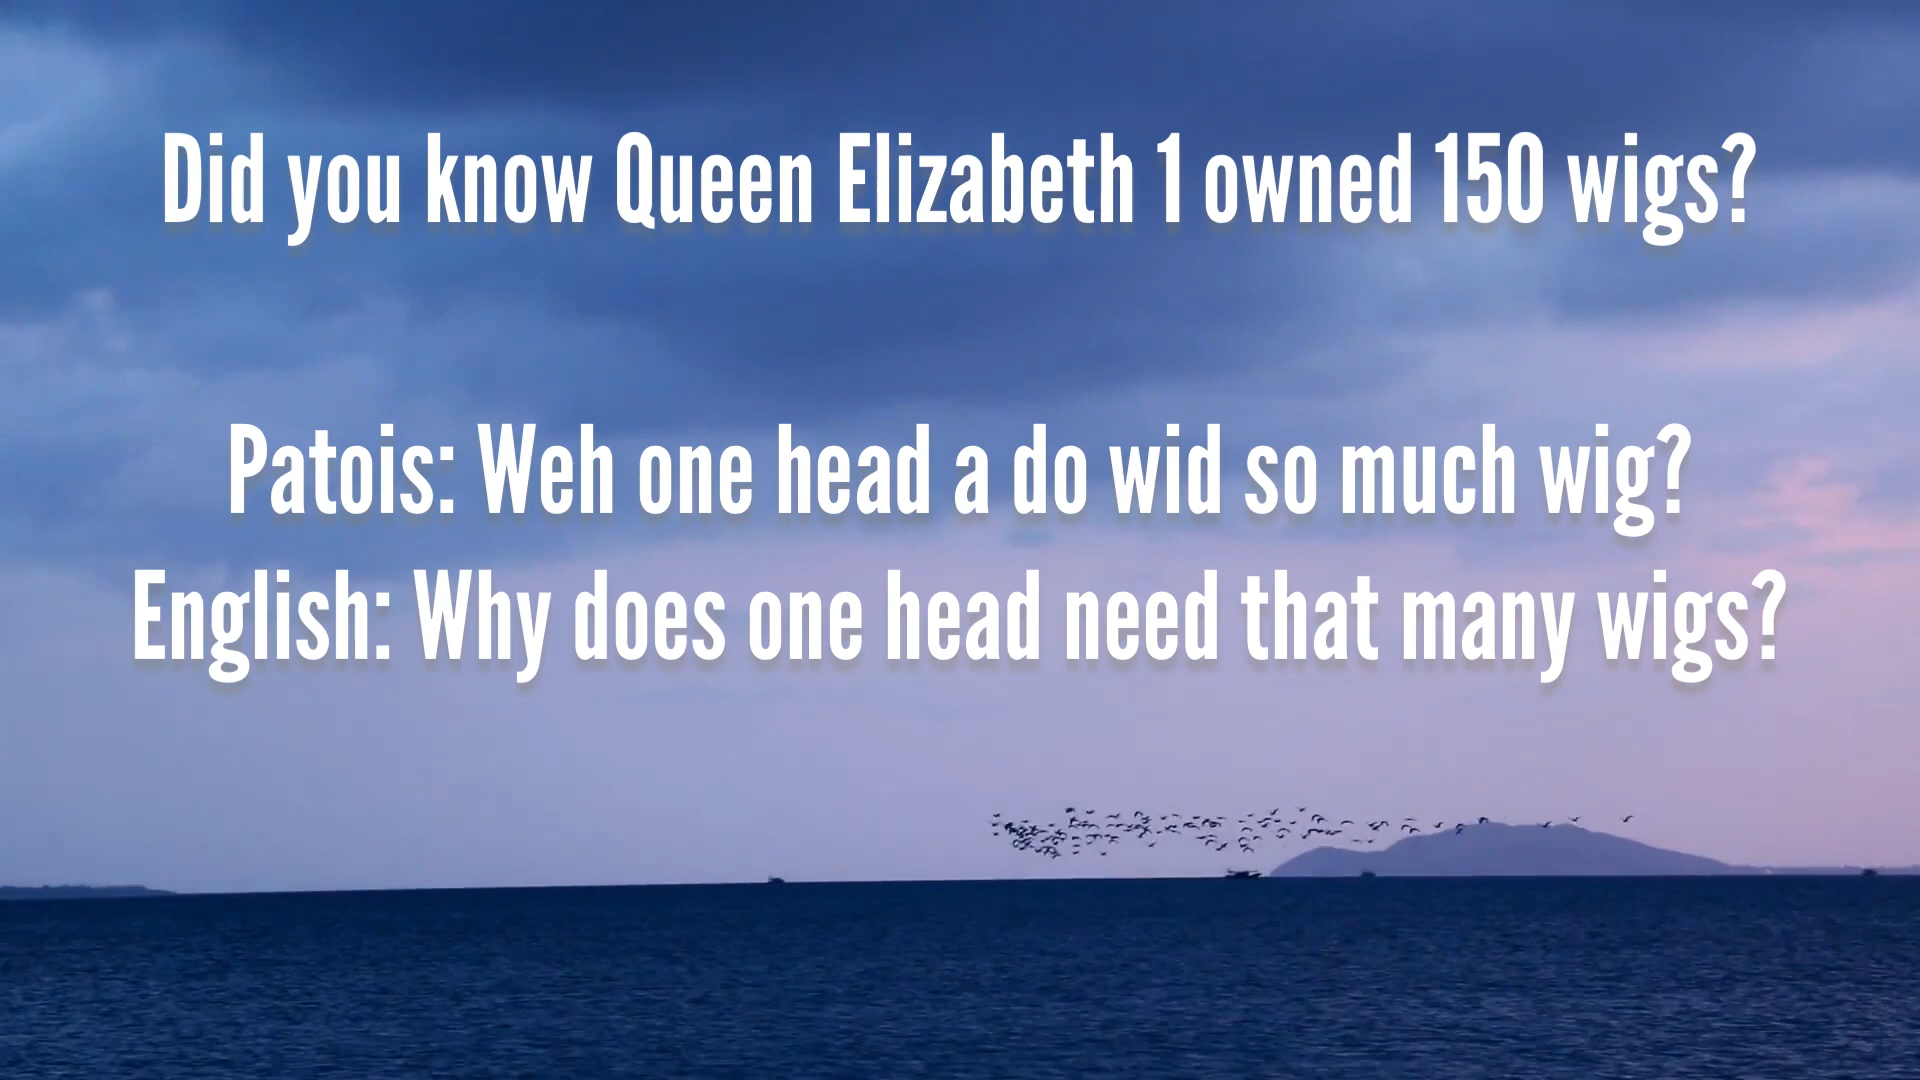 Did you know Queen Elizabeth 1 owned 150 wigs?
Patois: Weh one head a do wid so much wig?
English: Why does one head need that many wigs?